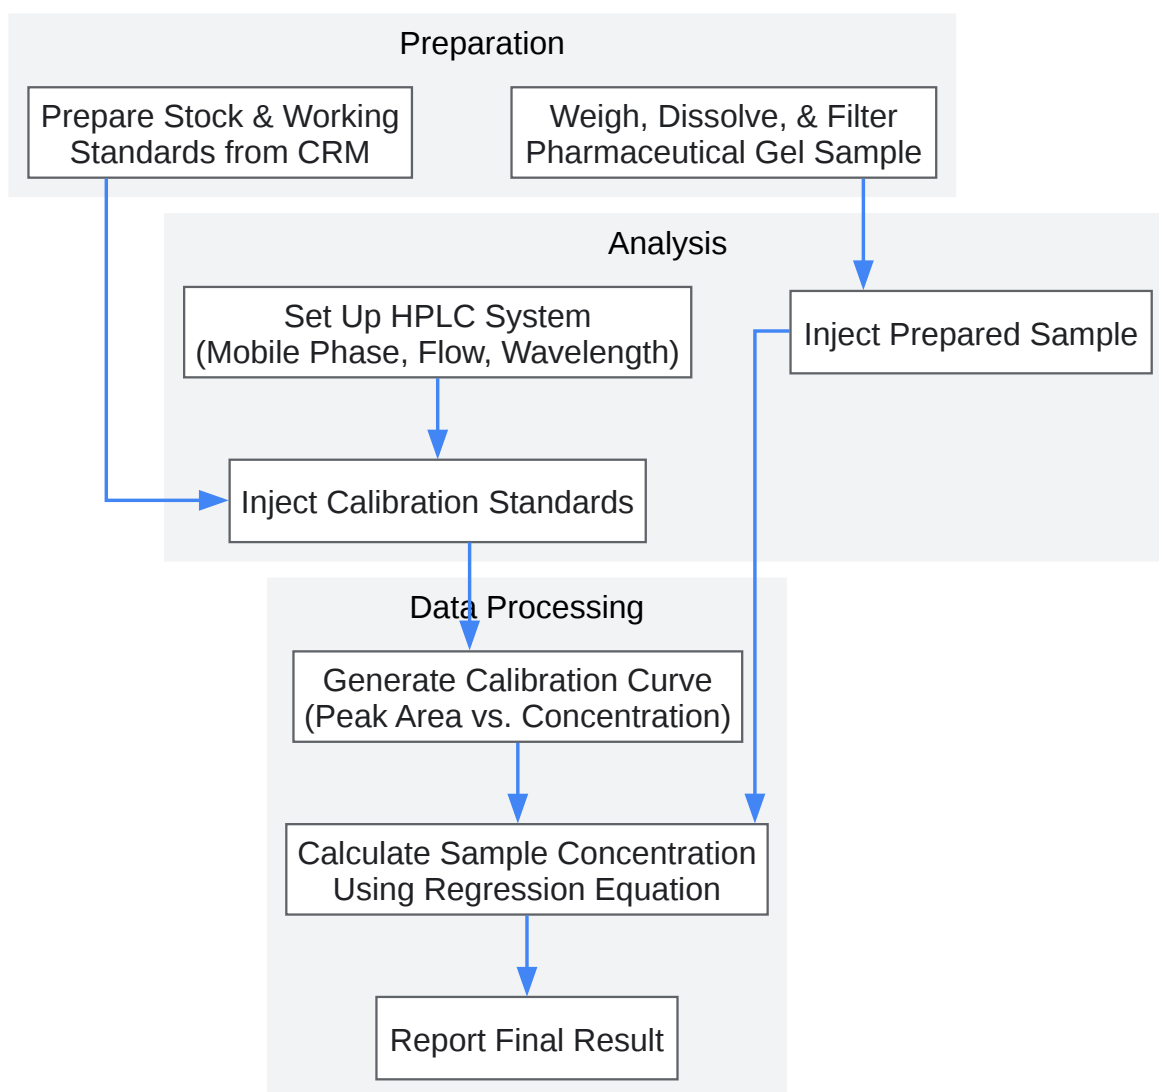 Preparation
Prepare Stock & Working
Standards from CRM
Weigh, Dissolve, & Filter
Pharmaceutical Gel Sample
Analysis
Set Up HPLC System
(Mobile Phase, Flow, Wavelength)
Inject Prepared Sample
Inject Calibration Standards
Data Processing
Generate Calibration Curve
(Peak Area vs. Concentration)
Calculate Sample Concentration
Using Regression Equation
Report Final Result